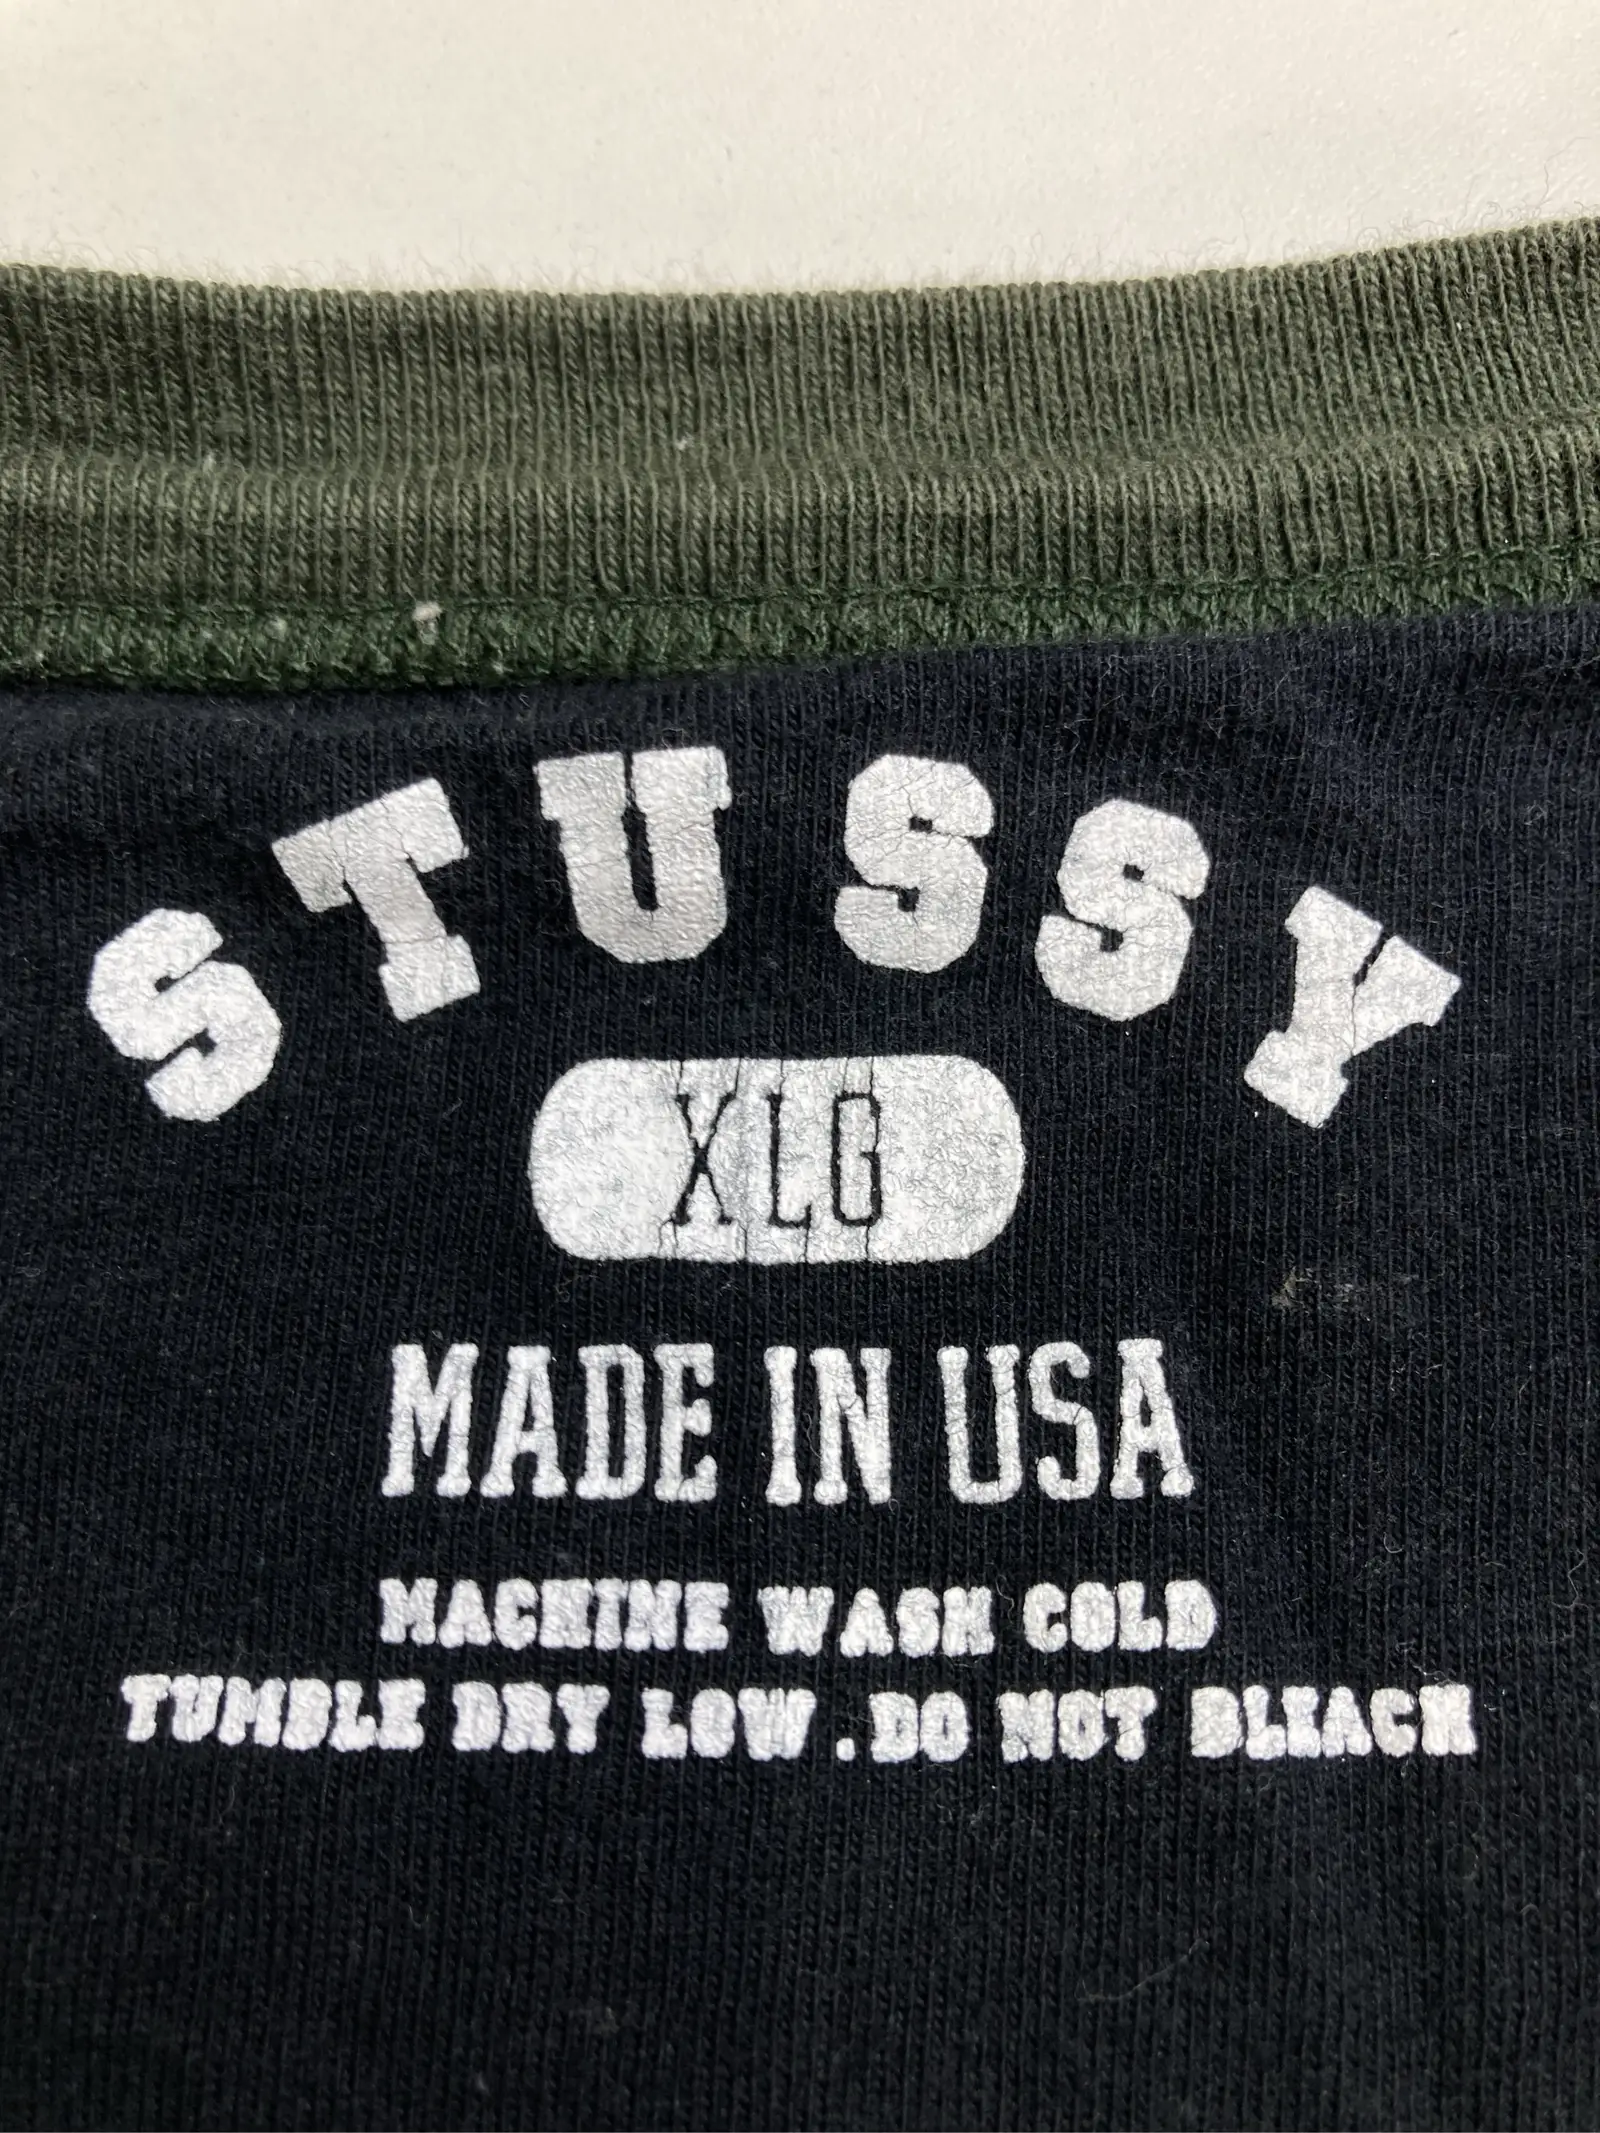 STUSSY
XLG
MADE IN USA
MACHINE WASH COLD
TUMBLE DRY LOW . DO NOT BLEACH